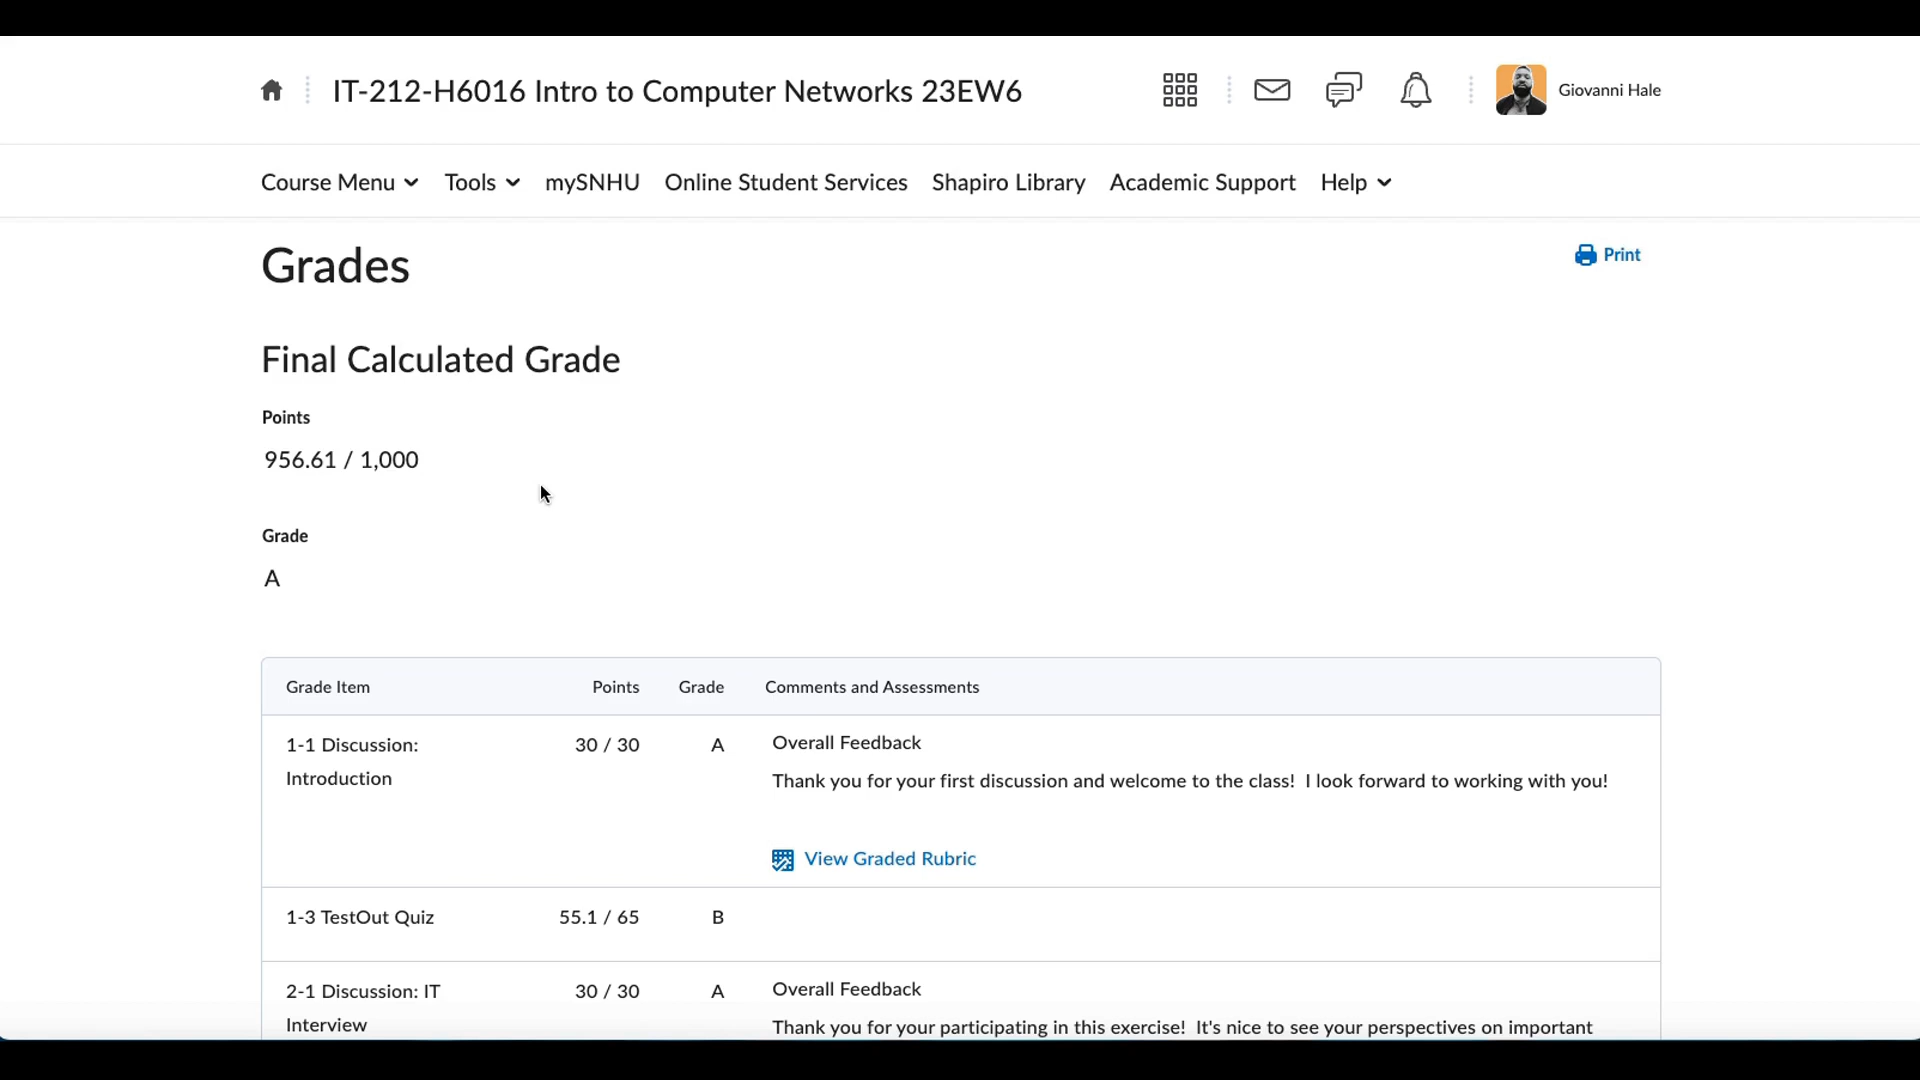 IT-212-H6016 Intro to Computer Networks 23EW6
Giovanni Hale
Course Menu Tools mySNHU Online Student Services Shapiro Library Academic Support Help
Grades
Print
Final Calculated Grade
Points
956.61 / 1,000
Grade
A
Grade Item Points Grade Comments and Assessments
1-1 Discussion: 30 / 30 A Overall Feedback
Introduction
Thank you for your first discussion and welcome to the class!  I look forward to working with you!
View Graded Rubric
1-3 TestOut Quiz 55.1 / 65 B
2-1 Discussion: IT 30 / 30 A Overall Feedback
Interview
Thank you for your participating in this exercise!  It's nice to see your perspectives on important